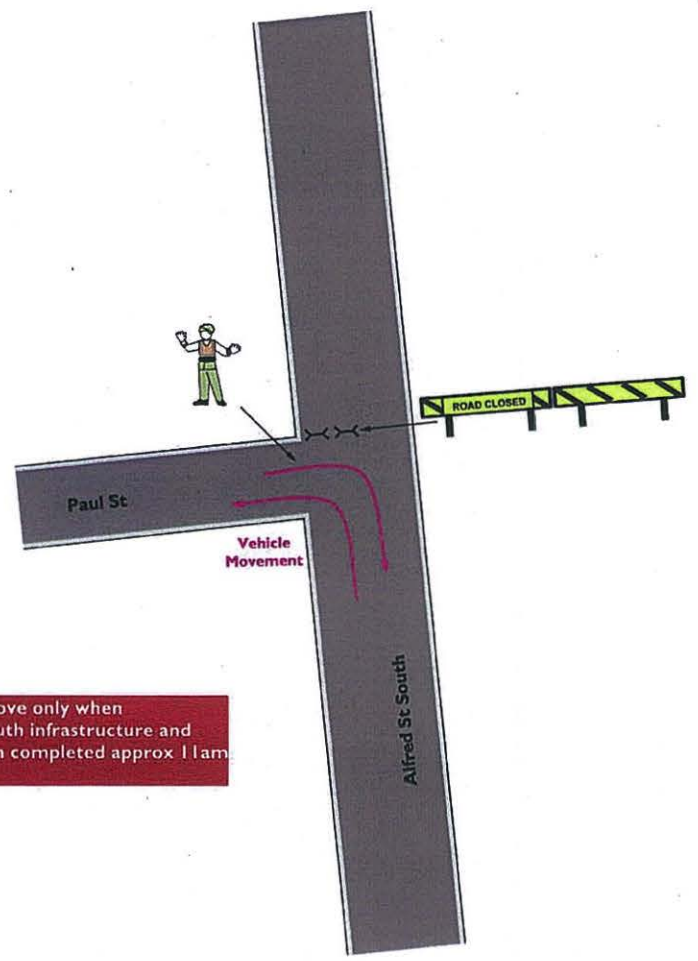 ROAD CLOSED
Paul St
Vehicle
Movement
Alfred St South
ove only when
uth infrastructure and
n completed approx 11am